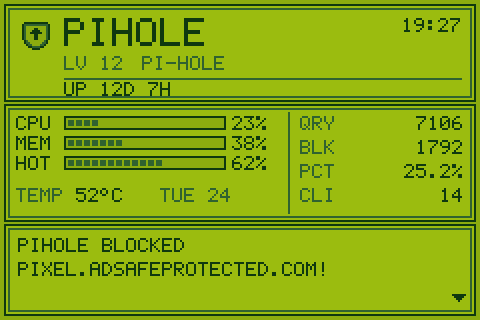 PIHOLE
19:27
LV 12 PI-HOLE
UP 12D 7H
CPU 23%
MEM 38%
HOT 62%
TEMP 52°C TUE 24
QRY 7106
BLK 1792
PCT 25.2%
CLI 14
PIHOLE BLOCKED
PIXEL.ADSAFEPROTECTED.COM!